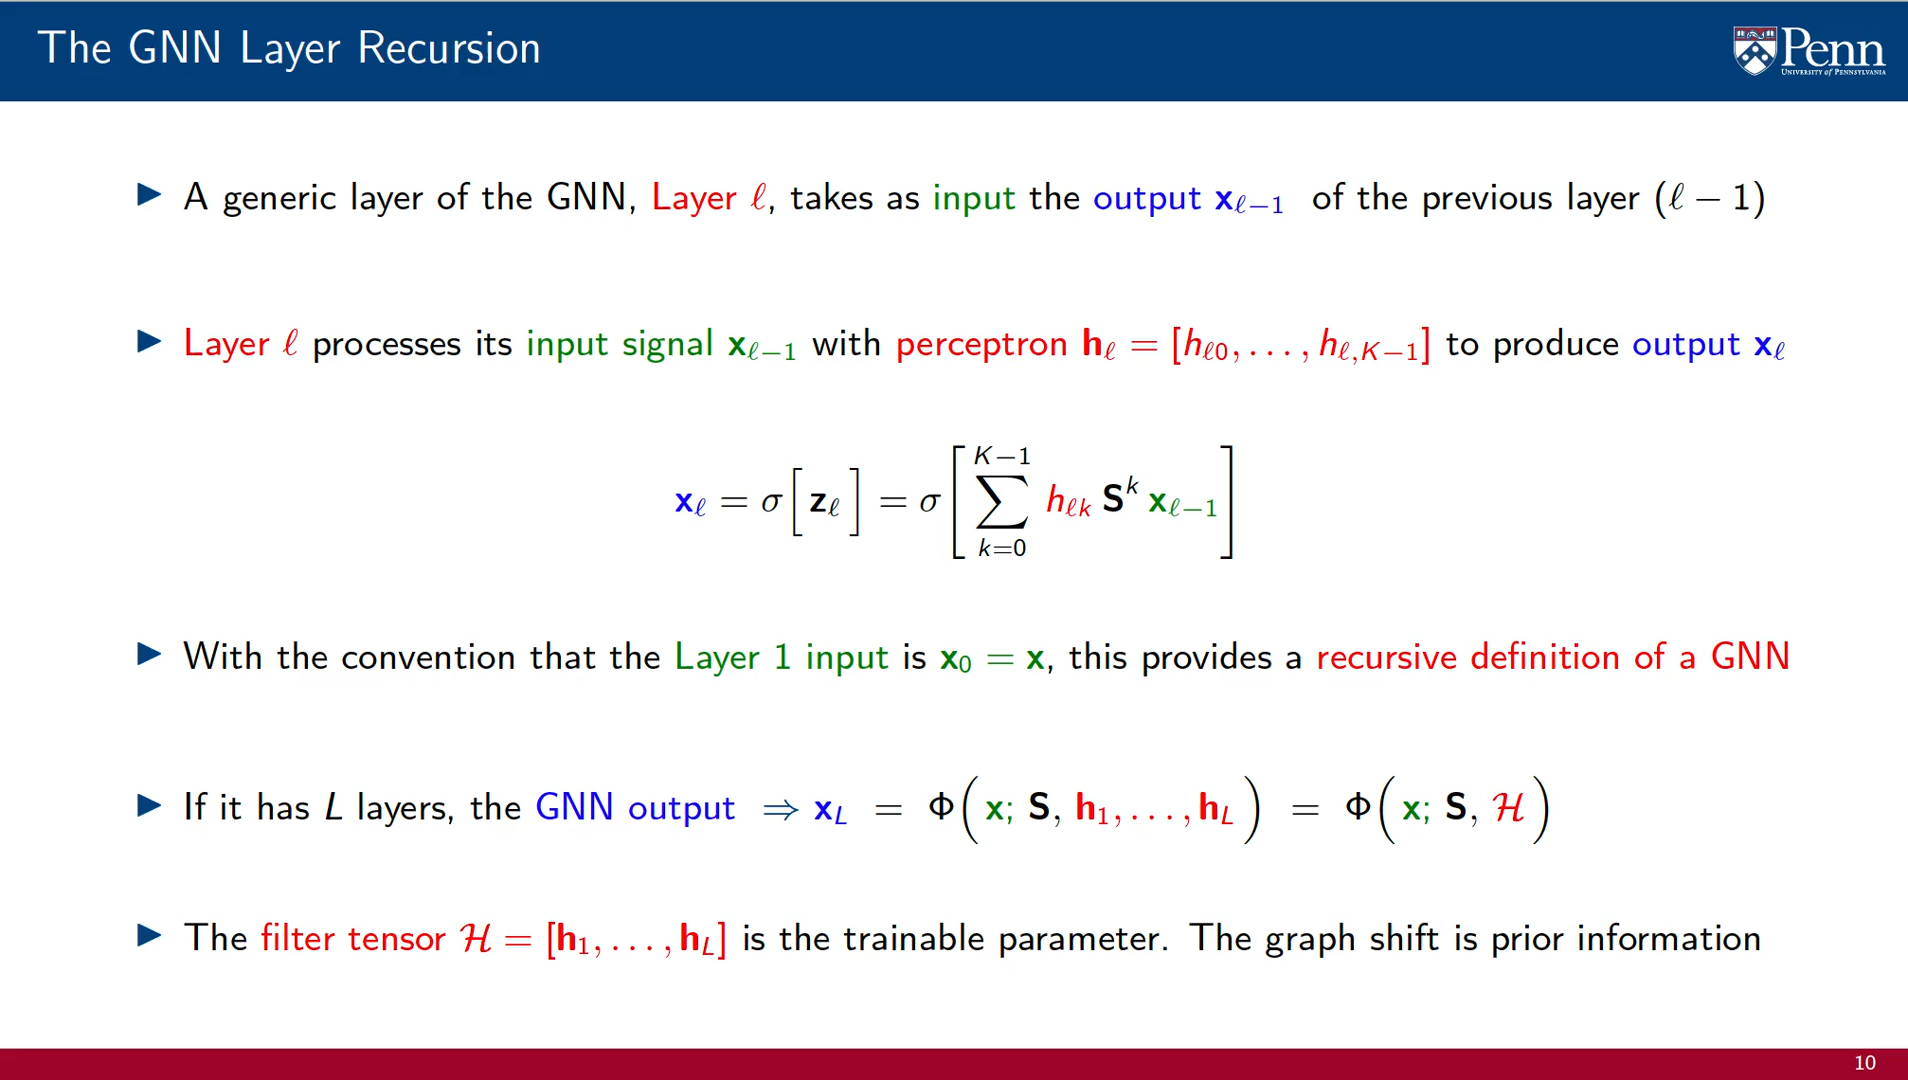 The GNN Layer Recursion
Penn
University of Pennsylvania
▶ A generic layer of the GNN, Layer ℓ, takes as input the output 𝐱_{ℓ−1} of the previous layer (ℓ − 1)
▶ Layer ℓ processes its input signal 𝐱_{ℓ−1} with perceptron 𝐡_ℓ = [h_{ℓ0}, . . . , h_{ℓ,K−1}] to produce output 𝐱_ℓ
𝐱_ℓ = σ[ 𝐳_ℓ ] = σ[ ∑_{k=0}^{K−1} h_{ℓk} 𝐒^k 𝐱_{ℓ−1} ]
▶ With the convention that the Layer 1 input is 𝐱_0 = 𝐱, this provides a recursive definition of a GNN
▶ If it has L layers, the GNN output ⇒ 𝐱_L = Φ( 𝐱; 𝐒, 𝐡_1, . . . , 𝐡_L ) = Φ( 𝐱; 𝐒, ℋ )
▶ The filter tensor ℋ = [𝐡_1, . . . , 𝐡_L] is the trainable parameter. The graph shift is prior information
10